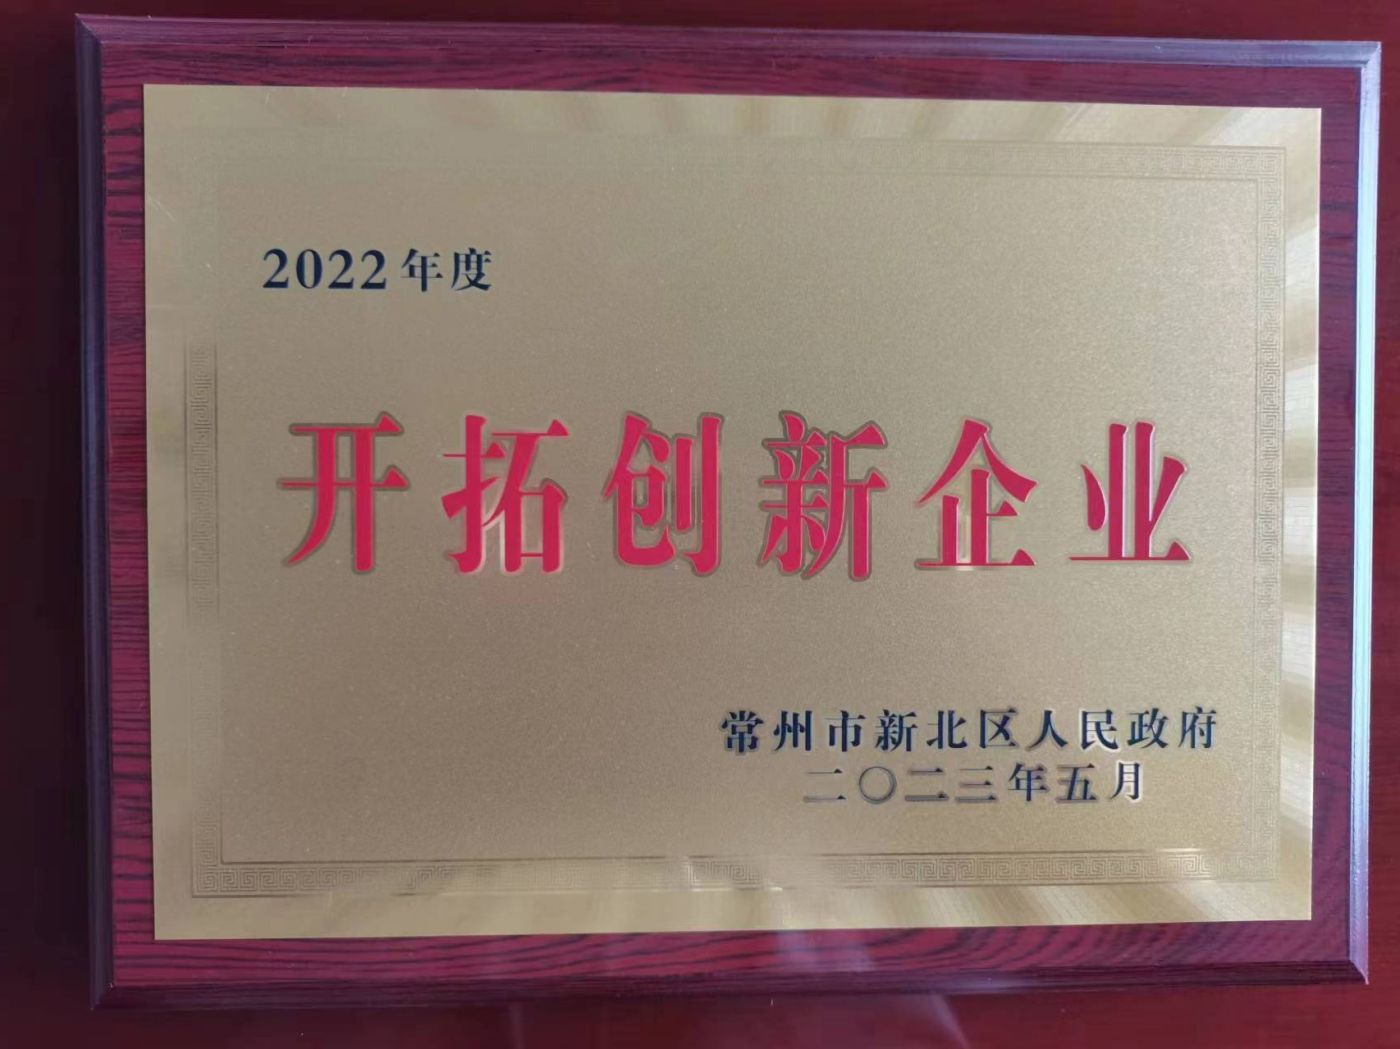 2022年度
开拓创新企业
常州市新北区人民政府
二〇二三年五月